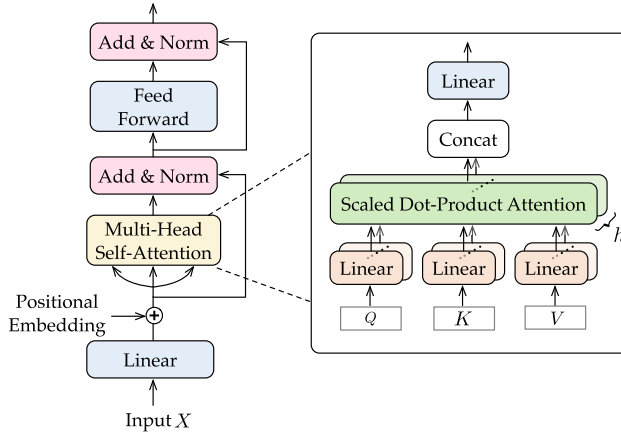 Add & Norm
Feed
Forward
Add & Norm
Multi-Head
Self-Attention
Positional
Embedding
+
Linear
Input X
Linear
Concat
Scaled Dot-Product Attention
h
Linear
Linear
Linear
Q
K
V